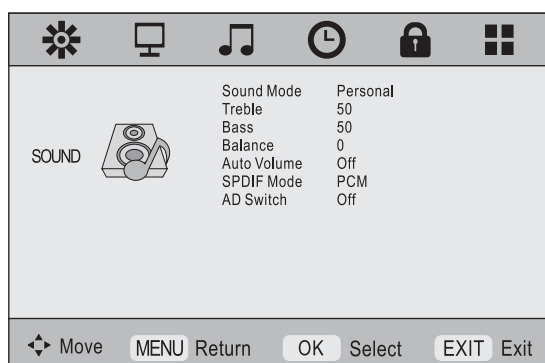 Sound Mode Personal
Treble 50
Bass 50
SOUND
Balance 0
Auto Volume Off
SPDIF Mode PCM
AD Switch Off
Move MENU Return OK Select EXIT Exit